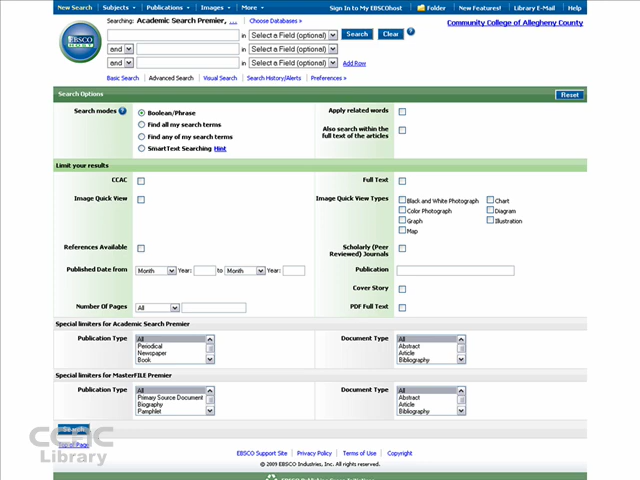 New Search Subjects Publications Images More Sign In to My EBSCOhost Folder New Features! Library E-Mail Help
Searching: Academic Search Premier, ... Choose Databases »
Community College of Allegheny County
EBSCO
HOST
in Select a Field (optional) Search Clear
and in Select a Field (optional)
and in Select a Field (optional) Add Row
Basic Search Advanced Search Visual Search Search History/Alerts Preferences »
Search Options Reset
Search modes Boolean/Phrase
Find all my search terms
Find any of my search terms
SmartText Searching Hint
Apply related words
Also search within the
full text of the articles
Limit your results
CCAC Full Text
Image Quick View Image Quick View Types
Black and White Photograph Chart
Color Photograph Diagram
Graph Illustration
Map
References Available Scholarly (Peer
Reviewed) Journals
Published Date from Month Year: to Month Year: Publication
Cover Story
Number Of Pages All PDF Full Text
Special limiters for Academic Search Premier
Publication Type All
Periodical
Newspaper
Book
Document Type All
Abstract
Article
Bibliography
Special limiters for MasterFILE Premier
Publication Type All
Primary Source Document
Biography
Pamphlet
Document Type All
Abstract
Article
Bibliography
Search
Top of Page
CCAC
Library
EBSCO Support Site Privacy Policy Terms of Use Copyright
© 2009 EBSCO Industries, Inc. All rights reserved.